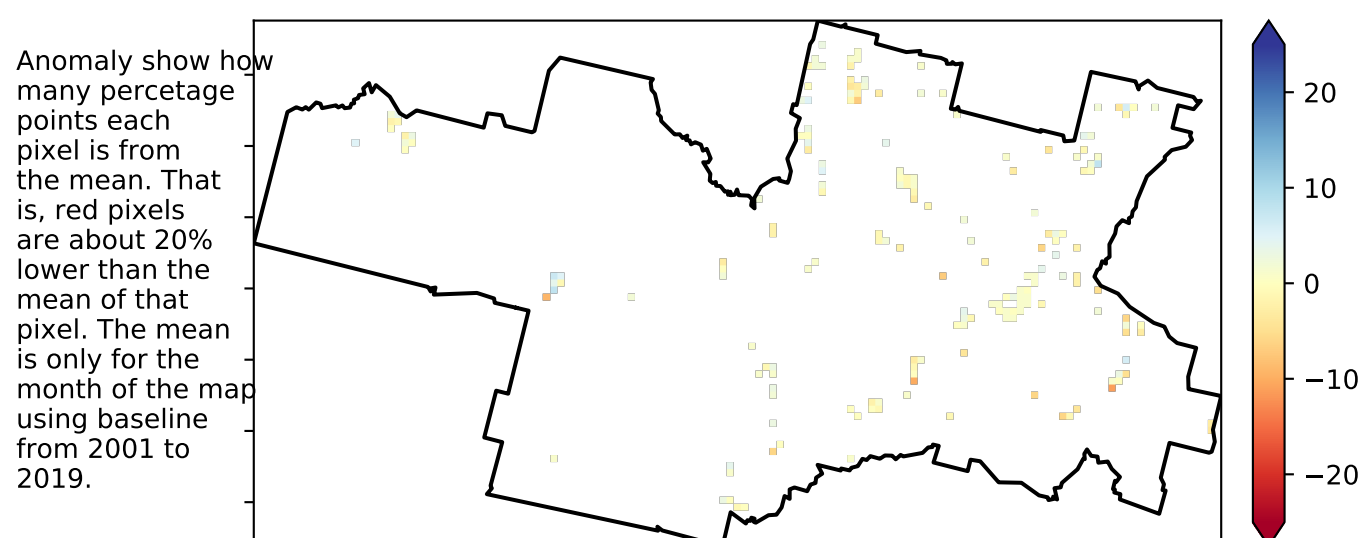 Anomaly show how
many percetage
points each
pixel is from
the mean. That
is, red pixels
are about 20%
lower than the
mean of that
pixel. The mean
is only for the
month of the map
using baseline
from 2001 to
2019.
20
10
0
−10
−20